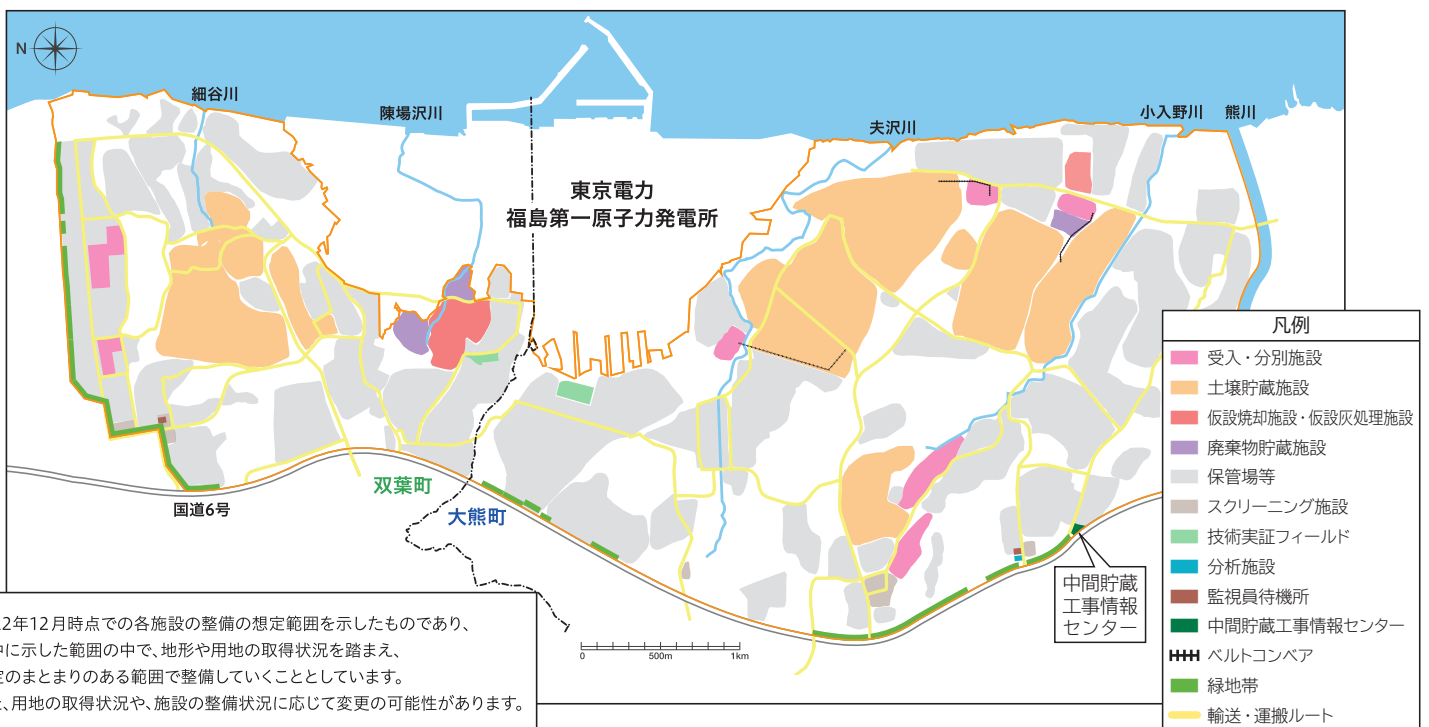 N
細谷川
陳場沢川
夫沢川
小入野川
熊川
東京電力
福島第一原子力発電所
双葉町
大熊町
国道6号
0 500m 1km
中間貯蔵
工事情報
センター
凡例
受入・分別施設
土壌貯蔵施設
仮設焼却施設・仮設灰処理施設
廃棄物貯蔵施設
保管場等
スクリーニング施設
技術実証フィールド
分析施設
監視員待機所
中間貯蔵工事情報センター
ベルトコンベア
緑地帯
輸送・運搬ルート
2年12月時点での各施設の整備の想定範囲を示したものであり、
に示した範囲の中で、地形や用地の取得状況を踏まえ、
のまとまりのある範囲で整備していくこととしています。
、用地の取得状況や、施設の整備状況に応じて変更の可能性があります。